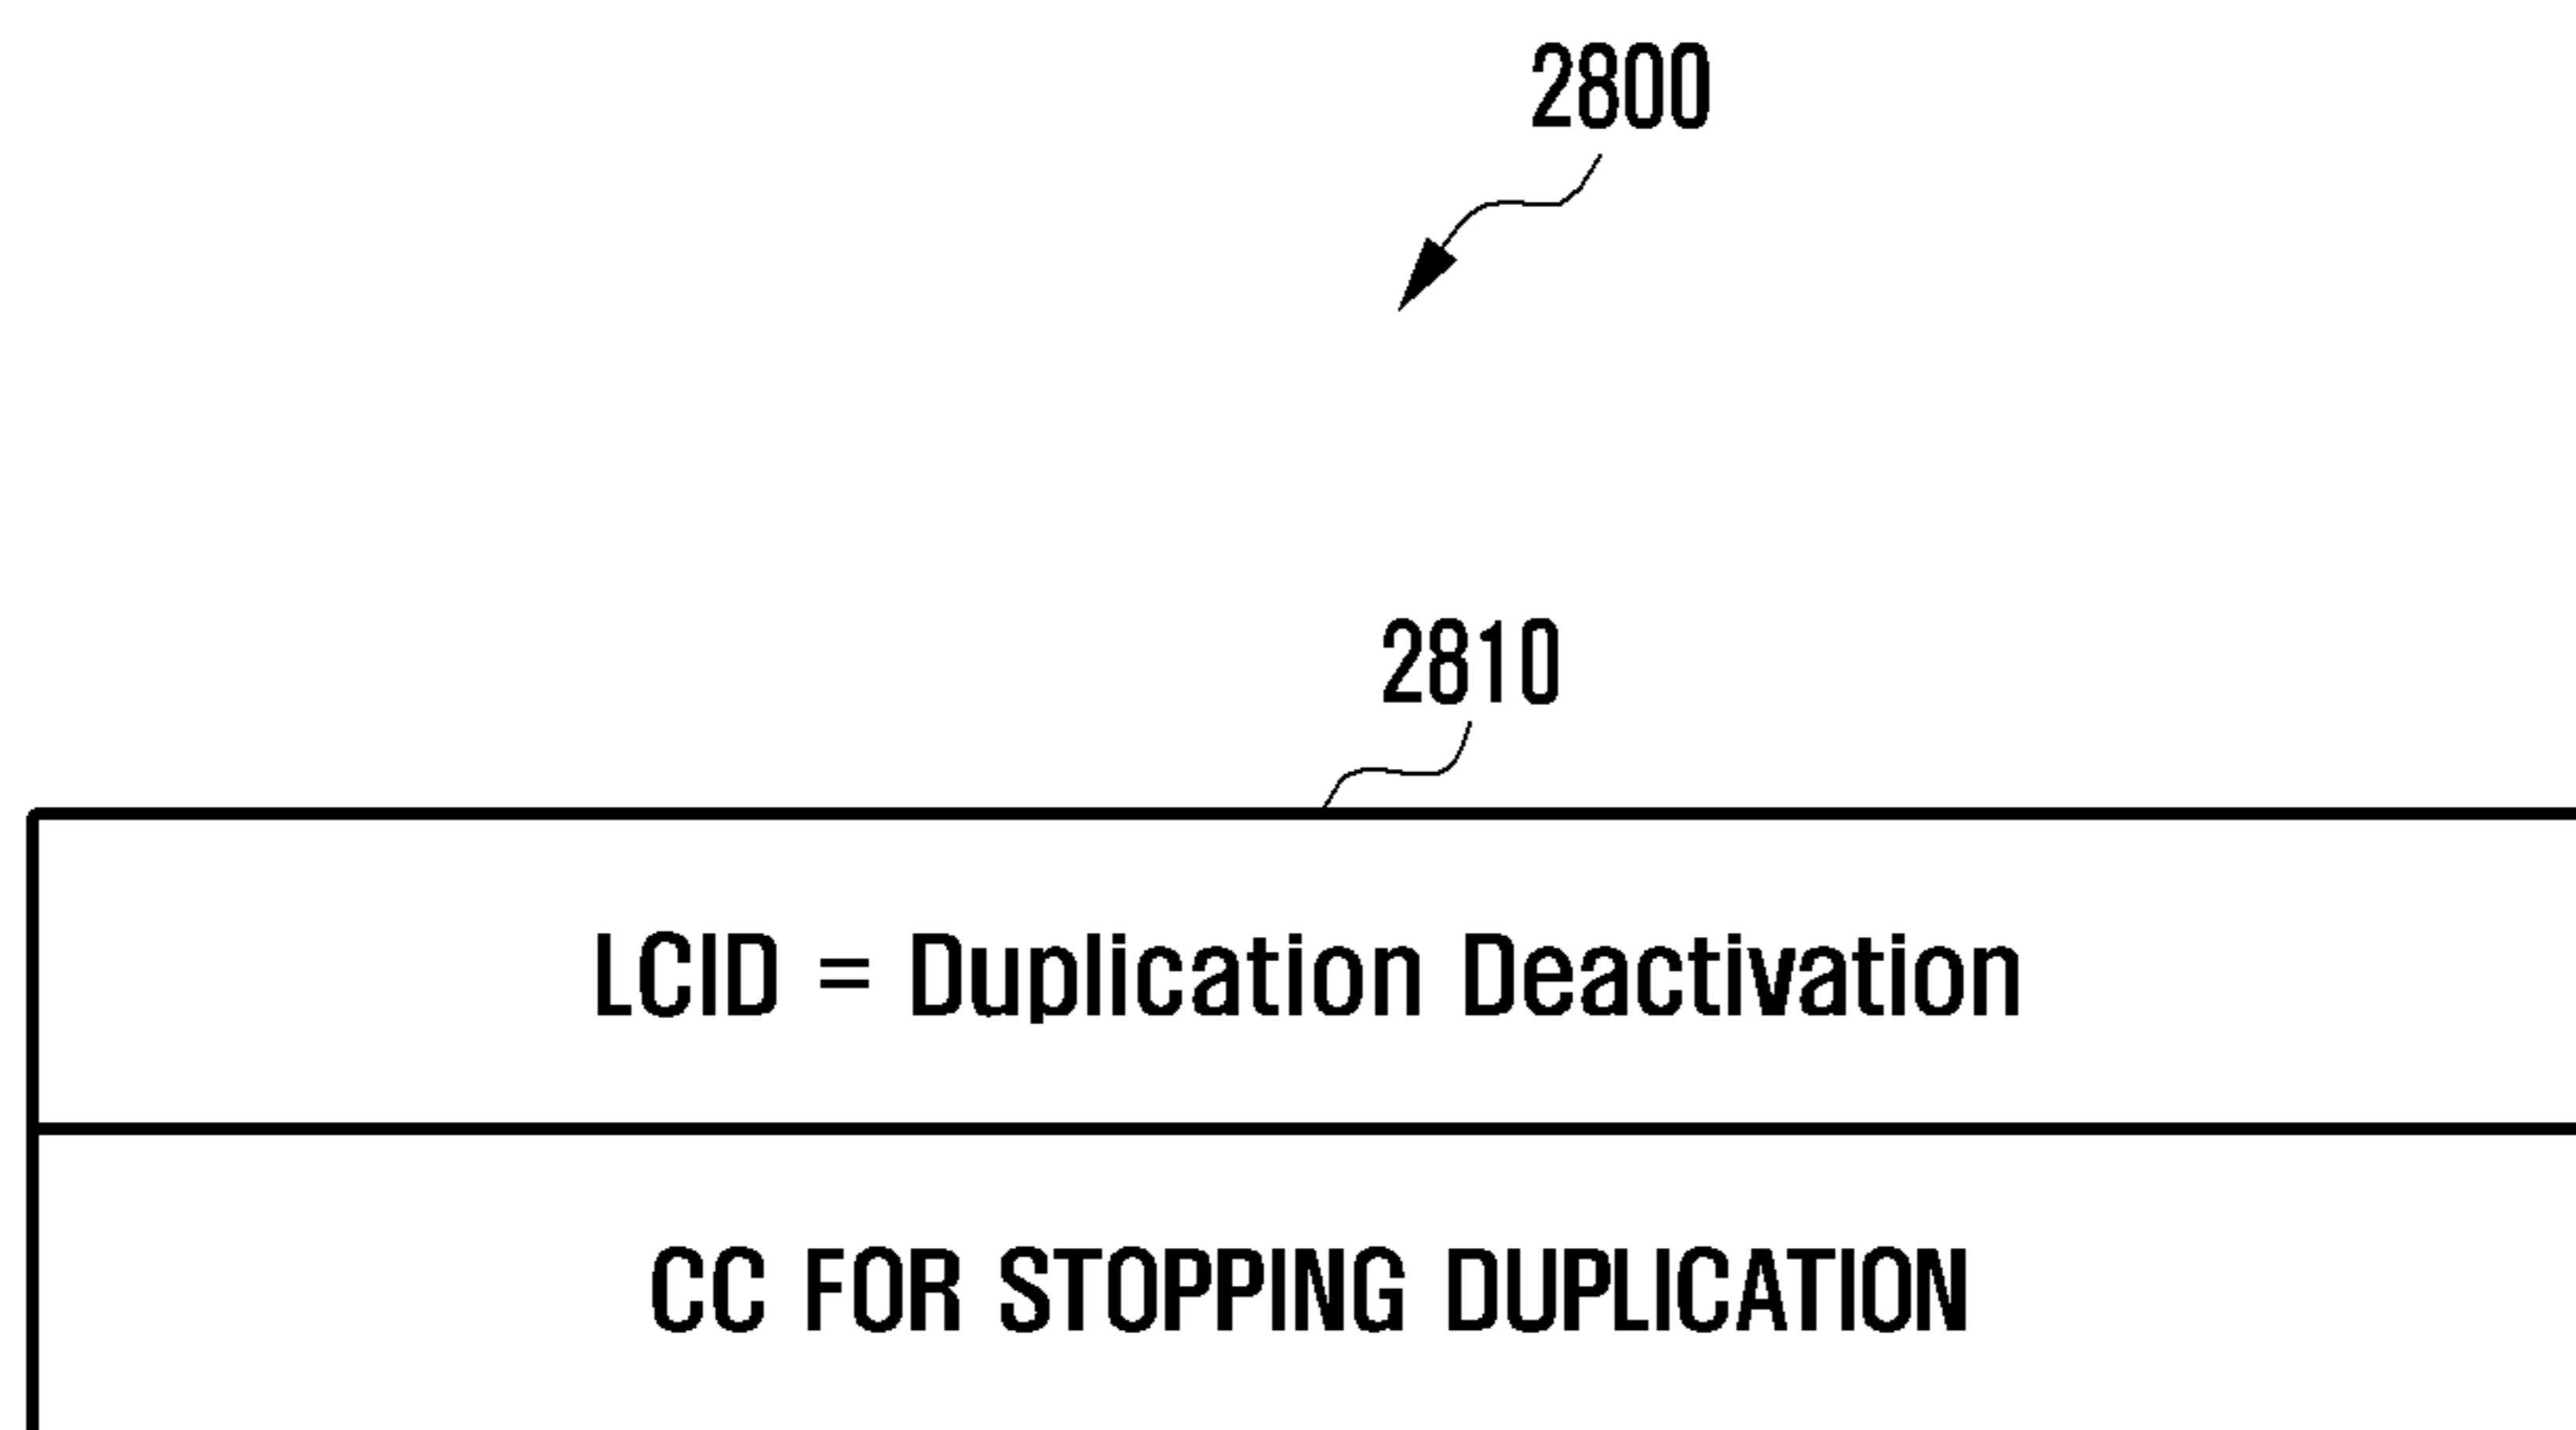 2800
2810
LCID = Duplication Deactivation
CC FOR STOPPING DUPLICATION